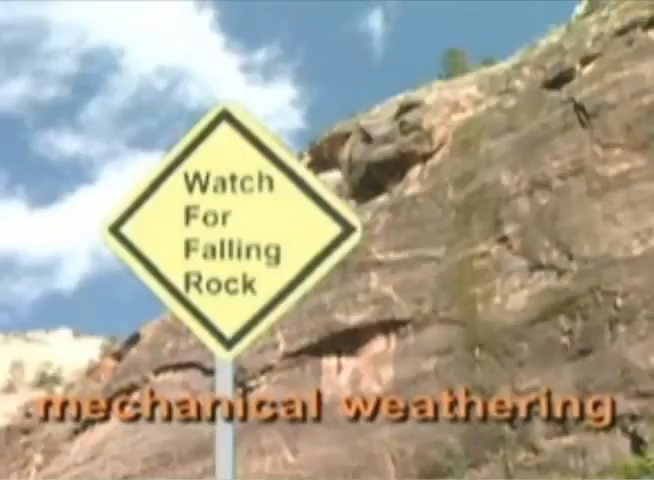 Watch
For
Falling
Rock
mechanical weathering